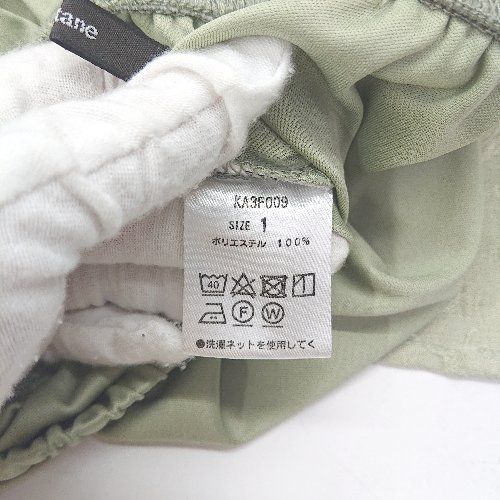 tane
KA3F009
SIZE 1
ポリエステル 100%
40
F W
●洗濯ネットを使用してく